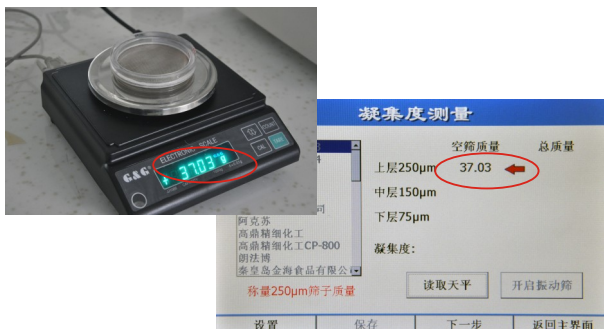 G&G
ELECTRONIC SCALE
37.03 g
凝集度测量
空筛质量 总质量
上层250μm 37.03
中层150μm
下层75μm
阿克苏
高鼎精细化工
高鼎精细化工CP-800
朗法博
秦皇岛金海食品有限公
凝集度:
称量250μm筛子质量
读取天平 开启振动筛
设置 保存 下一步 返回主界面